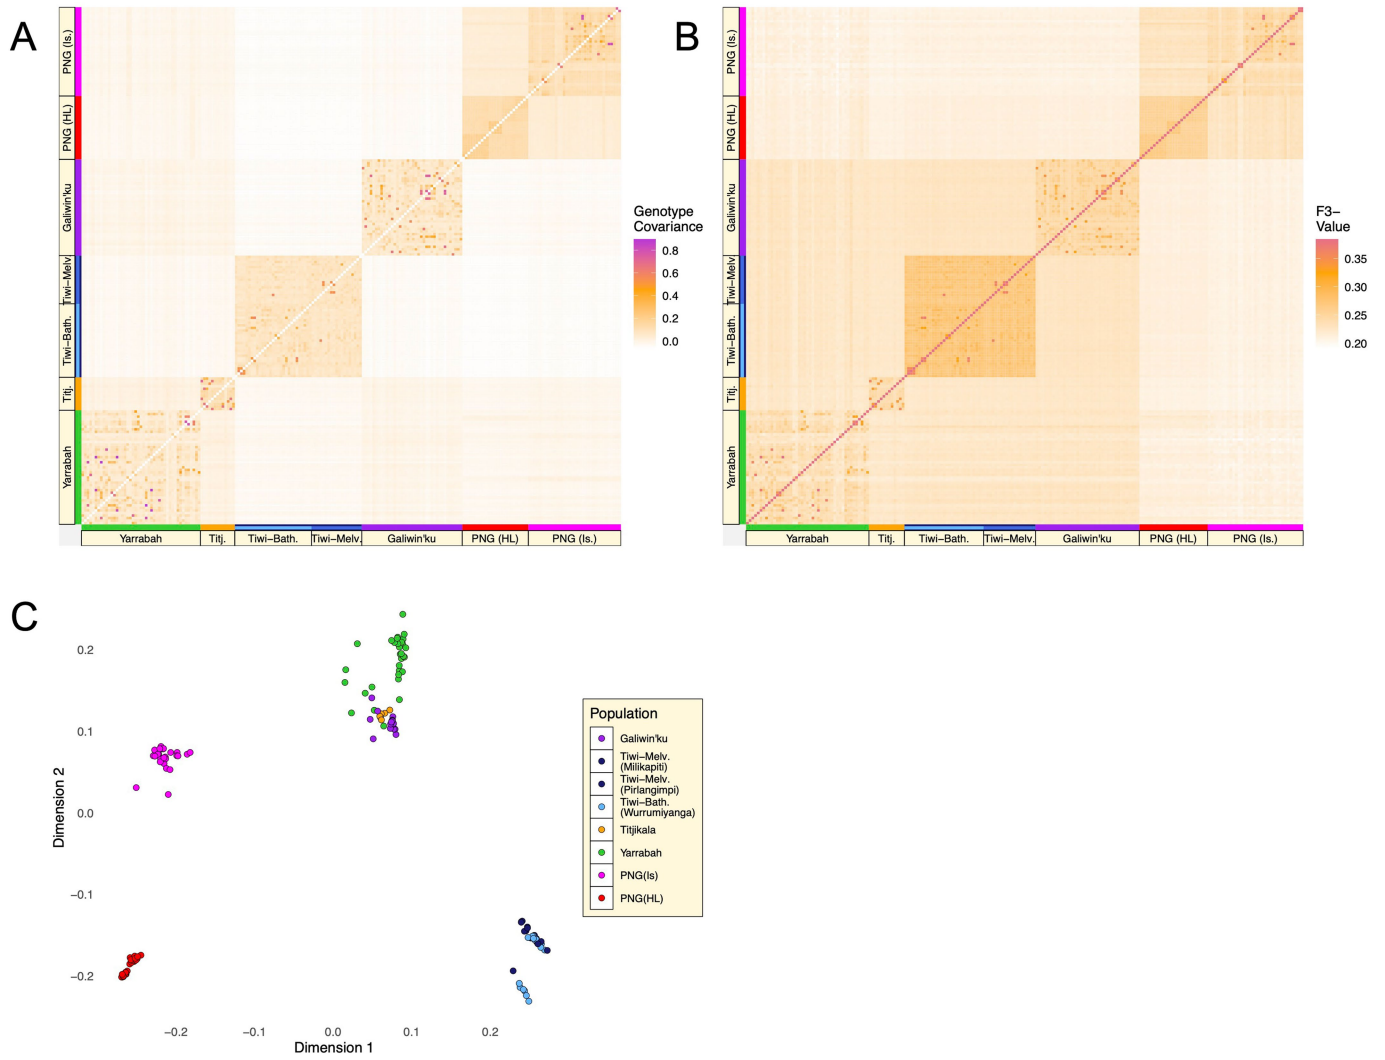 A
PNG (Is.)
PNG (HL)
Galiwin'ku
Tiwi−Melv
Tiwi−Bath.
Titj.
Yarrabah
Yarrabah
Titj.
Tiwi−Bath.
Tiwi−Melv.
Galiwin'ku
PNG (HL)
PNG (Is.)
Genotype
Covariance
0.8
0.6
0.4
0.2
0.0
B
PNG (Is.)
PNG (HL)
Galiwin'ku
Tiwi−Melv
Tiwi−Bath.
Titj.
Yarrabah
Yarrabah
Titj.
Tiwi−Bath.
Tiwi−Melv.
Galiwin'ku
PNG (HL)
PNG (Is.)
F3−
Value
0.35
0.30
0.25
0.20
C
Dimension 2
0.2
0.1
0.0
−0.1
−0.2
−0.2
−0.1
0.0
0.1
0.2
Dimension 1
Population
Galiwin'ku
Tiwi−Melv.
(Milikapiti)
Tiwi−Melv.
(Pirlangimpi)
Tiwi−Bath.
(Wurrumiyanga)
Titjikala
Yarrabah
PNG(Is)
PNG(HL)